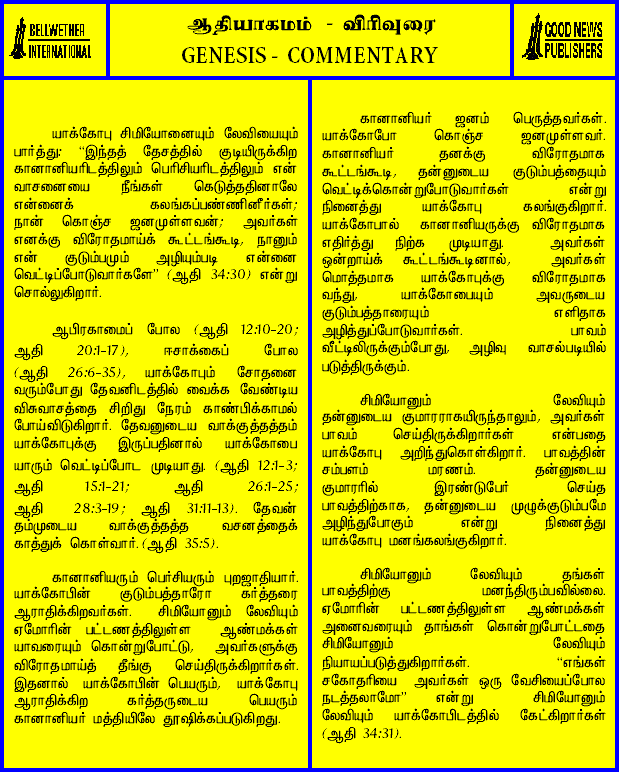 BELLWETHER
INTERNATIONAL
ஆதியாகமம் - விரிவுரை
GENESIS - COMMENTARY
GOOD NEWS
PUBLISHERS
யாக்கோபு சிமியோனையும் லேவியையும்
பார்த்து: "இந்தத் தேசத்தில் குடியிருக்கிற
கானானியரிடத்திலும் பெரிசியரிடத்திலும் என்
வாசனையை நீங்கள் கெடுத்ததினாலே
என்னைக் கலங்கப்பண்ணினீர்கள்;
நான் கொஞ்ச ஜனமுள்ளவன்; அவர்கள்
எனக்கு விரோதமாய்க் கூட்டங்கூடி, நானும்
என் குடும்பமும் அழியும்படி என்னை
வெட்டிப்போடுவார்களே" (ஆதி 34:30) என்று
சொல்லுகிறார்.
ஆபிரகாமைப் போல (ஆதி 12:10-20;
ஆதி 20:1-17), ஈசாக்கைப் போல
(ஆதி 26:6-35), யாக்கோபும் சோதனை
வரும்போது தேவனிடத்தில் வைக்க வேண்டிய
விசுவாசத்தை சிறிது நேரம் காண்பிக்காமல்
போய்விடுகிறார். தேவனுடைய வாக்குத்தத்தம்
யாக்கோபுக்கு இருப்பதினால் யாக்கோபை
யாரும் வெட்டிப்போட முடியாது. (ஆதி 12:1-3;
ஆதி 15:1-21; ஆதி 26:1-25;
ஆதி 28:3-19; ஆதி 31:11-13). தேவன்
தம்முடைய வாக்குத்தத்த வசனத்தைக்
காத்துக் கொள்வார். (ஆதி 35:5).
கானானியரும் பெர்சியரும் புறஜாதியார்.
யாக்கோபின் குடும்பத்தாரோ கர்த்தரை
ஆராதிக்கிறவர்கள். சிமியோனும் லேவியும்
ஏமோரின் பட்டணத்திலுள்ள ஆண்மக்கள்
யாவரையும் கொன்றுபோட்டு, அவர்களுக்கு
விரோதமாய்த் தீங்கு செய்திருக்கிறார்கள்.
இதனால் யாக்கோபின் பெயரும், யாக்கோபு
ஆராதிக்கிற கர்த்தருடைய பெயரும்
கானானியர் மத்தியிலே தூஷிக்கப்படுகிறது.
கானானியர் ஜனம் பெருத்தவர்கள்.
யாக்கோபோ கொஞ்ச ஜனமுள்ளவர்.
கானானியர் தனக்கு விரோதமாக
கூட்டங்கூடி, தன்னுடைய குடும்பத்தையும்
வெட்டிக்கொன்றுபோடுவார்கள் என்று
நினைத்து யாக்கோபு கலங்குகிறார்.
யாக்கோபால் கானானியருக்கு விரோதமாக
எதிர்த்து நிற்க முடியாது. அவர்கள்
ஒன்றாய்க் கூட்டங்கூடினால், அவர்கள்
மொத்தமாக யாக்கோபுக்கு விரோதமாக
வந்து, யாக்கோபையும் அவருடைய
குடும்பத்தாரையும் எளிதாக
அழித்துப்போடுவார்கள். பாவம்
வீட்டிலிருக்கும்போது, அழிவு வாசல்படியில்
படுத்திருக்கும்.
சிமியோனும் லேவியும்
தன்னுடைய குமாரராகயிருந்தாலும், அவர்கள்
பாவம் செய்திருக்கிறார்கள் என்பதை
யாக்கோபு அறிந்துகொள்கிறார். பாவத்தின்
சம்பளம் மரணம். தன்னுடைய
குமாரரில் இரண்டுபேர் செய்த
பாவத்திற்காக, தன்னுடைய முழுக்குடும்பமே
அழிந்துபோகும் என்று நினைத்து
யாக்கோபு மனங்கலங்குகிறார்.
சிமியோனும் லேவியும் தங்கள்
பாவத்திற்கு மனந்திரும்பவில்லை.
ஏமோரின் பட்டணத்திலுள்ள ஆண்மக்கள்
அனைவரையும் தாங்கள் கொன்றுபோட்டதை
சிமியோனும் லேவியும்
நியாயப்படுத்துகிறார்கள். "எங்கள்
சகோதரியை அவர்கள் ஒரு வேசியைப்போல
நடத்தலாமோ" என்று சிமியோனும்
லேவியும் யாக்கோபிடத்தில் கேட்கிறார்கள்
(ஆதி 34:31).